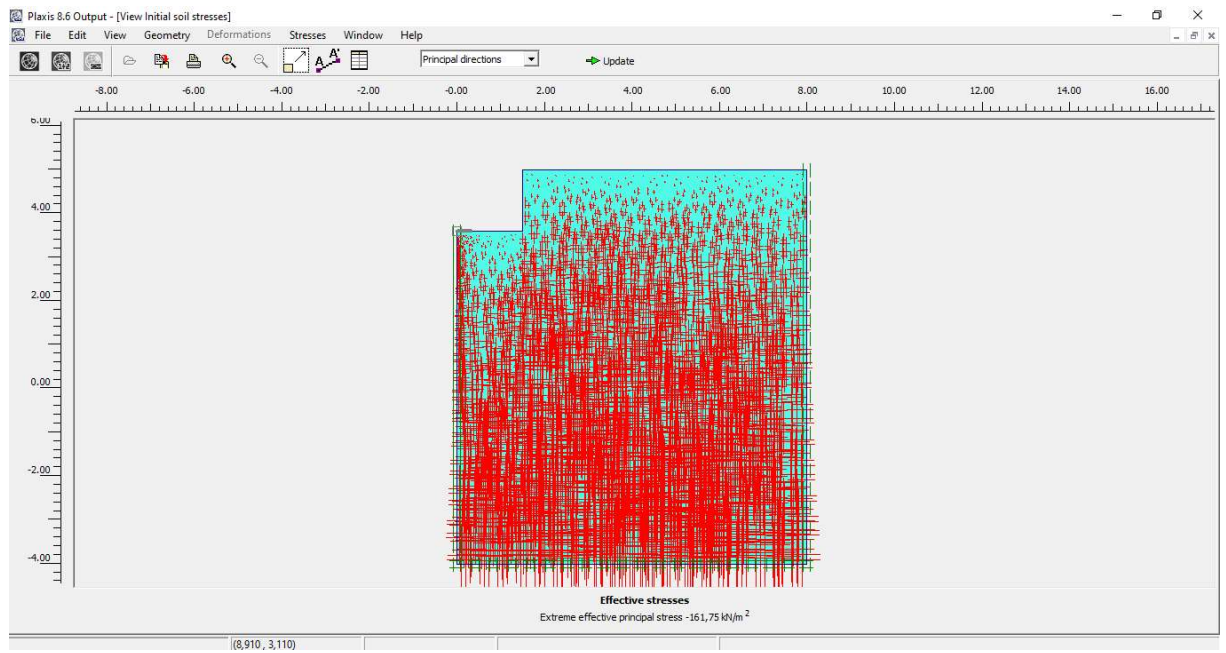 Plaxis 8.6 Output - [View Initial soil stresses]
File Edit View Geometry Deformations Stresses Window Help
Principal directions Update
-8.00 -6.00 -4.00 -2.00 -0.00 2.00 4.00 6.00 8.00 10.00 12.00 14.00 16.00
6.00
4.00
2.00
0.00
-2.00
-4.00
Effective stresses
Extreme effective principal stress -161,75 kN/m 2
(8,910 , 3,110)